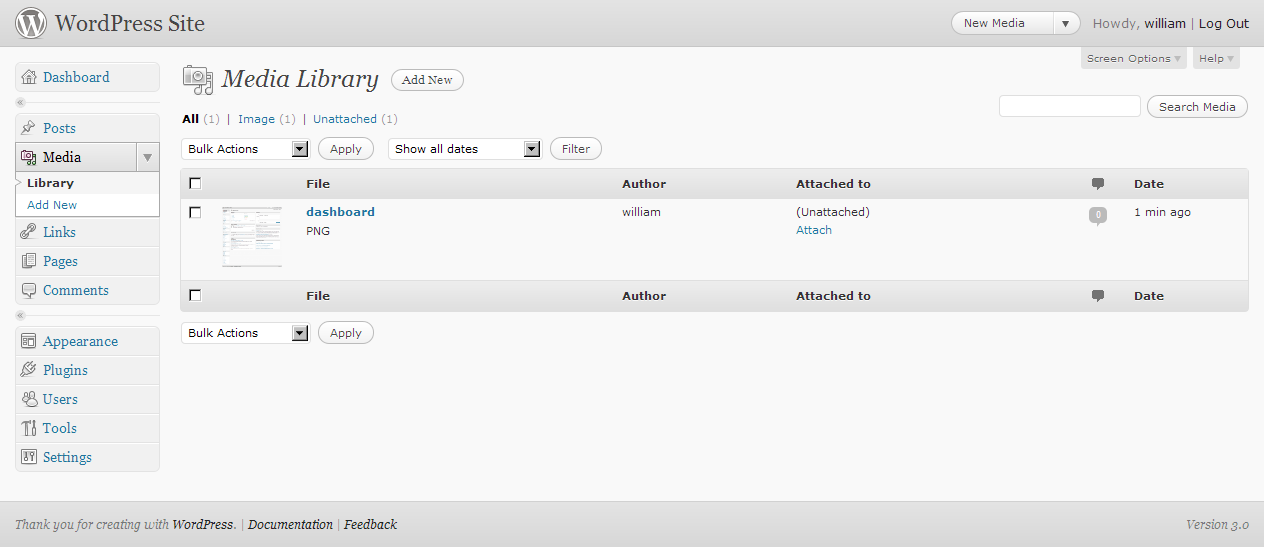 WordPress Site
New Media
Howdy, william | Log Out
Screen Options
Help
Dashboard
Posts
Media
Library
Add New
Links
Pages
Comments
Appearance
Plugins
Users
Tools
Settings
Media Library
Add New
All (1) | Image (1) | Unattached (1)
Search Media
Bulk Actions
Apply
Show all dates
Filter
File Author Attached to Date
dashboard william (Unattached) 0 1 min ago
PNG Attach
File Author Attached to Date
Bulk Actions
Apply
Thank you for creating with WordPress. | Documentation | Feedback
Version 3.0